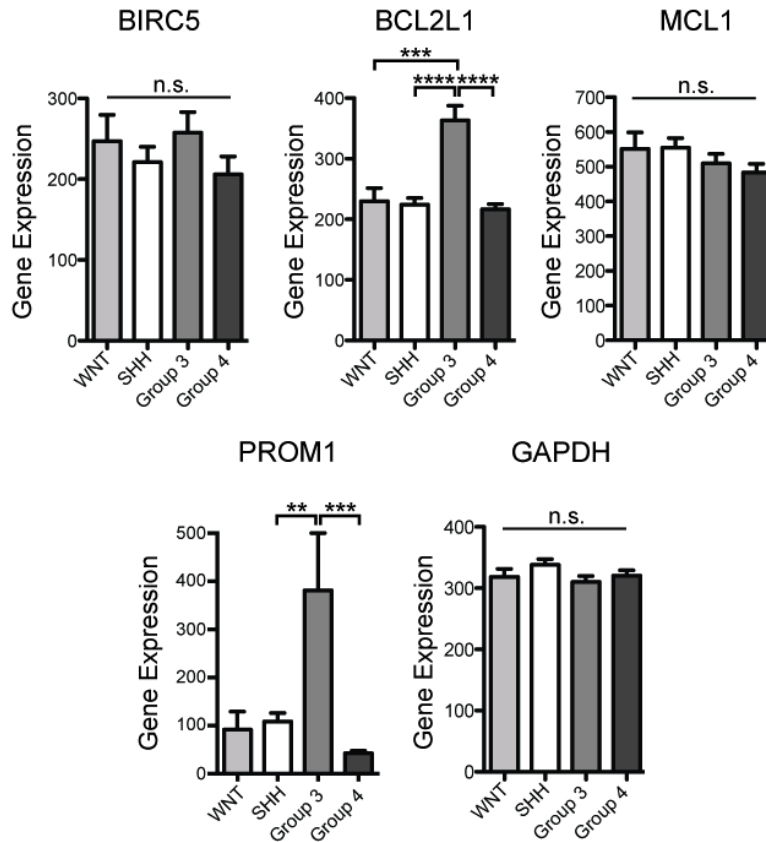 BIRC5
BCL2L1
MCL1
Gene Expression
n.s.
300
200
100
0
WNT
SHH
Group 3
Group 4
Gene Expression
***
**** ****
400
300
200
100
0
WNT
SHH
Group 3
Group 4
Gene Expression
n.s.
700
600
500
400
300
200
100
0
WNT
SHH
Group 3
Group 4
PROM1
GAPDH
Gene Expression
** ***
500
400
300
200
100
0
WNT
SHH
Group 3
Group 4
Gene Expression
n.s.
400
300
200
100
0
WNT
SHH
Group 3
Group 4